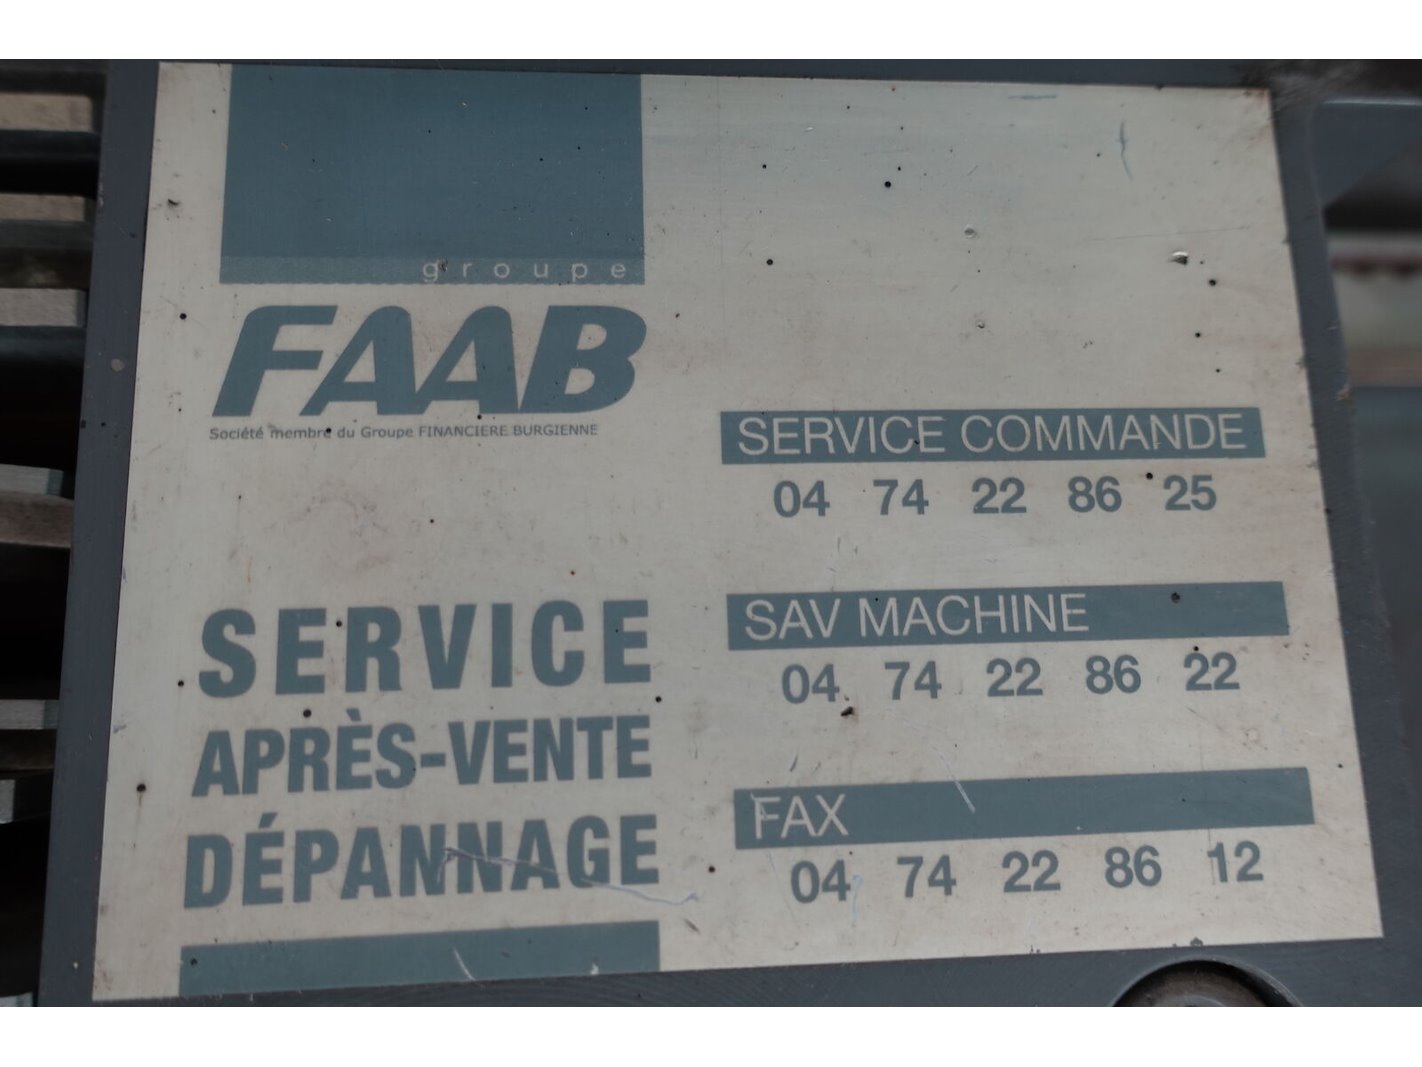 groupe
FAAB
Société membre du Groupe FINANCIERE BURGIENNE
SERVICE
APRÈS-VENTE
DÉPANNAGE
SERVICE COMMANDE
04 74 22 86 25
SAV MACHINE
04 74 22 86 22
FAX
04 74 22 86 12